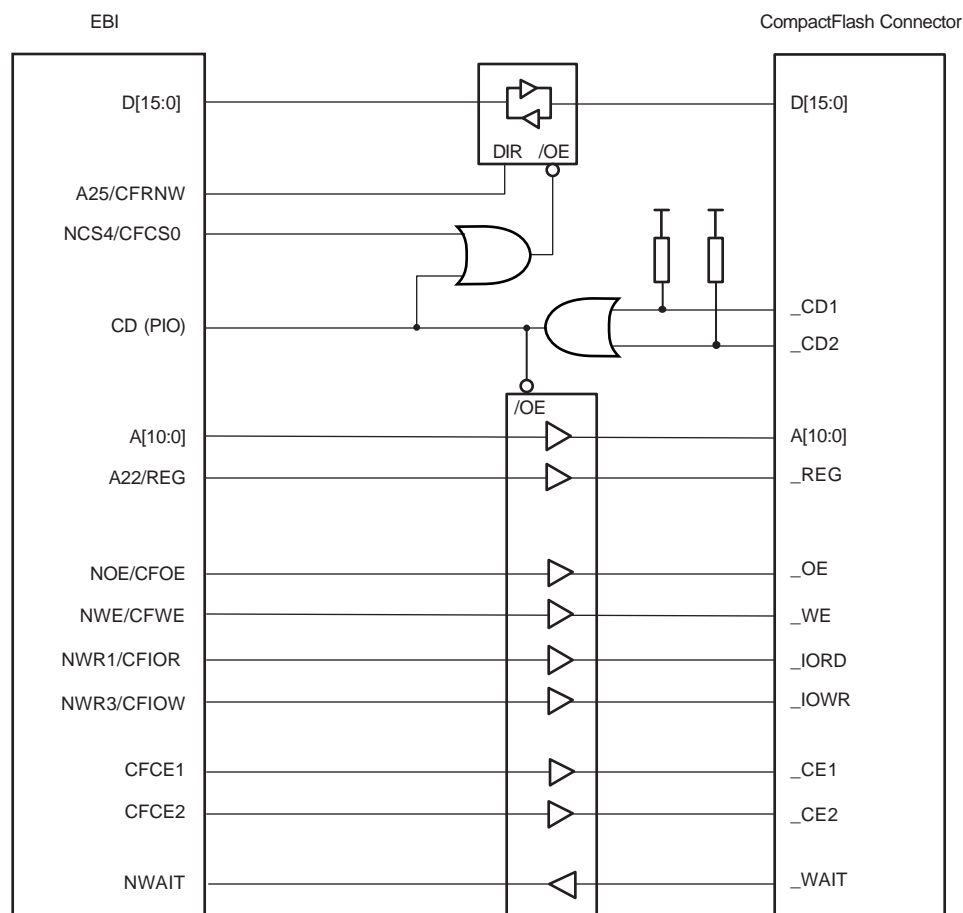 EBI CompactFlash Connector
D[15:0] D[15:0]
DIR /OE
A25/CFRNW
NCS4/CFCS0
_CD1
CD (PIO)
_CD2
/OE
A[10:0] A[10:0]
A22/REG _REG
NOE/CFOE _OE
NWE/CFWE _WE
NWR1/CFIOR _IORD
NWR3/CFIOW _IOWR
CFCE1 _CE1
CFCE2 _CE2
NWAIT _WAIT